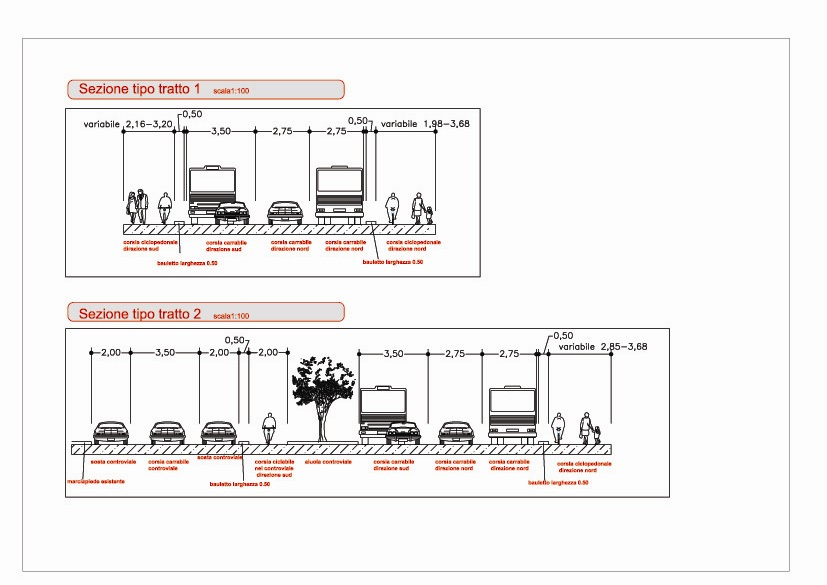 Sezione tipo tratto 1 scala1:100
0,50
variabile 2,16-3,20
3,50
2,75
2,75
0,50
variabile 1,98-3,68
corsia ciclopedonale
direzione sud
corsia carrabile
direzione sud
corsia carrabile
direzione nord
corsia carrabile
direzione nord
corsia ciclopedonale
direzione nord
bauletto larghezza 0.50
bauletto larghezza 0.50
Sezione tipo tratto 2 scala1:100
2,00
3,50
2,00
0,50
2,00
3,50
2,75
2,75
0,50
variabile 2,85-3,68
sosta controviale
corsia carrabile
controviale
sosta controviale
corsia ciclabile
nel controviale
direzione sud
aiuola controviale
corsia carrabile
direzione sud
corsia carrabile
direzione nord
corsia carrabile
direzione nord
corsia ciclopedonale
direzione nord
marciapiede esistente
bauletto larghezza 0.50
bauletto larghezza 0.50